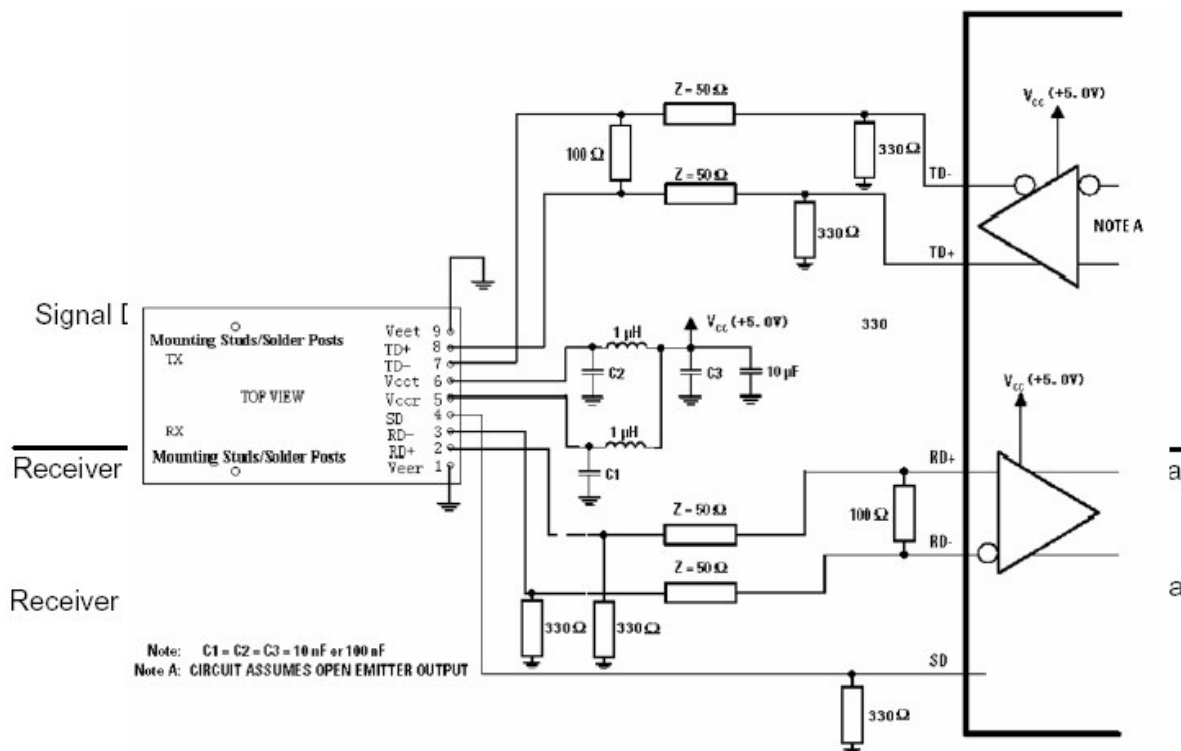 Z = 50 Ω
V_CC (+5.0V)
100 Ω
330 Ω
Z = 50 Ω
TD-
330 Ω
NOTE A
TD+
Signal
Mounting Studs/Solder Posts
TX
TOP VIEW
RX
Mounting Studs/Solder Posts
Veet 9
TD+ 8
TD- 7
Vcct 6
Vccr 5
SD 4
RD- 3
RD+ 2
Veer 1
1 μH
V_CC (+5.0V)
330
C2
C3
10 μF
1 μH
C1
V_CC (+5.0V)
Receiver
RD+
a
Z = 50 Ω
100 Ω
RD-
Z = 50 Ω
Receiver
a
330 Ω
330 Ω
Note: C1 = C2 = C3 = 10 nF or 100 nF
Note A: CIRCUIT ASSUMES OPEN EMITTER OUTPUT
SD
330 Ω